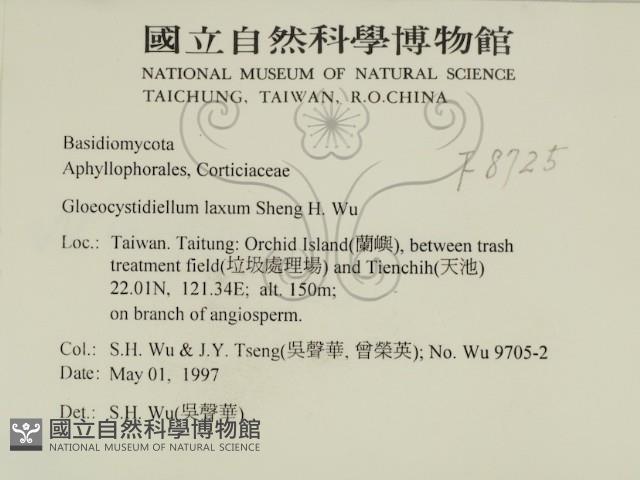 國立自然科學博物館
NATIONAL MUSEUM OF NATURAL SCIENCE
TAICHUNG, TAIWAN, R.O.CHINA
Basidiomycota
Aphyllophorales, Corticiaceae
F8725
Gloeocystidiellum laxum Sheng H. Wu
Loc.: Taiwan. Taitung: Orchid Island(蘭嶼), between trash
treatment field(垃圾處理場) and Tienchih(天池)
22.01N, 121.34E; alt. 150m;
on branch of angiosperm.
Col.: S.H. Wu & J.Y. Tseng(吳聲華, 曾榮英); No. Wu 9705-2
Date: May 01, 1997
Det.: S.H. Wu(吳聲華)
國立自然科學博物館
NATIONAL MUSEUM OF NATURAL SCIENCE